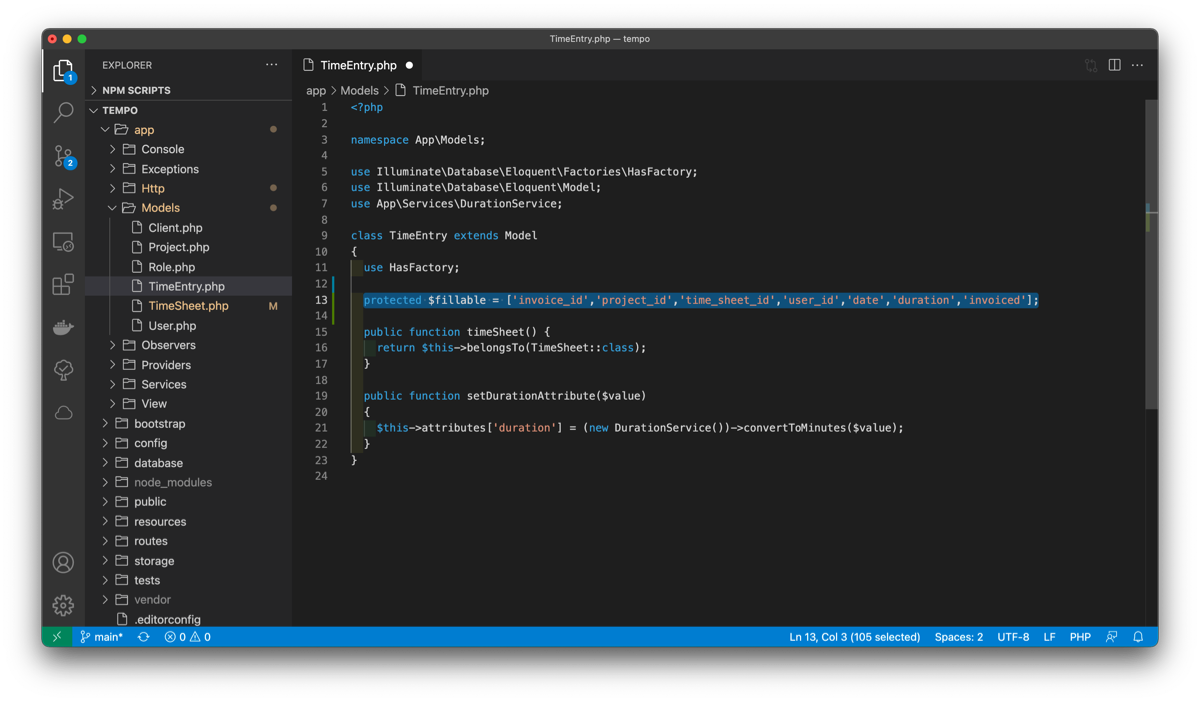 TimeEntry.php — tempo
EXPLORER
NPM SCRIPTS
TEMPO
app
Console
Exceptions
Http
Models
Client.php
Project.php
Role.php
TimeEntry.php
TimeSheet.php M
User.php
Observers
Providers
Services
View
bootstrap
config
database
node_modules
public
resources
routes
storage
tests
vendor
.editorconfig
1
2
TimeEntry.php
app > Models > TimeEntry.php
1 <?php
2
3 namespace App\Models;
4
5 use Illuminate\Database\Eloquent\Factories\HasFactory;
6 use Illuminate\Database\Eloquent\Model;
7 use App\Services\DurationService;
8
9 class TimeEntry extends Model
10 {
11 use HasFactory;
12
13 protected $fillable = ['invoice_id','project_id','time_sheet_id','user_id','date','duration','invoiced'];
14
15 public function timeSheet() {
16 return $this->belongsTo(TimeSheet::class);
17 }
18
19 public function setDurationAttribute($value)
20 {
21 $this->attributes['duration'] = (new DurationService())->convertToMinutes($value);
22 }
23 }
24
main* 0 0 Ln 13, Col 3 (105 selected) Spaces: 2 UTF-8 LF PHP